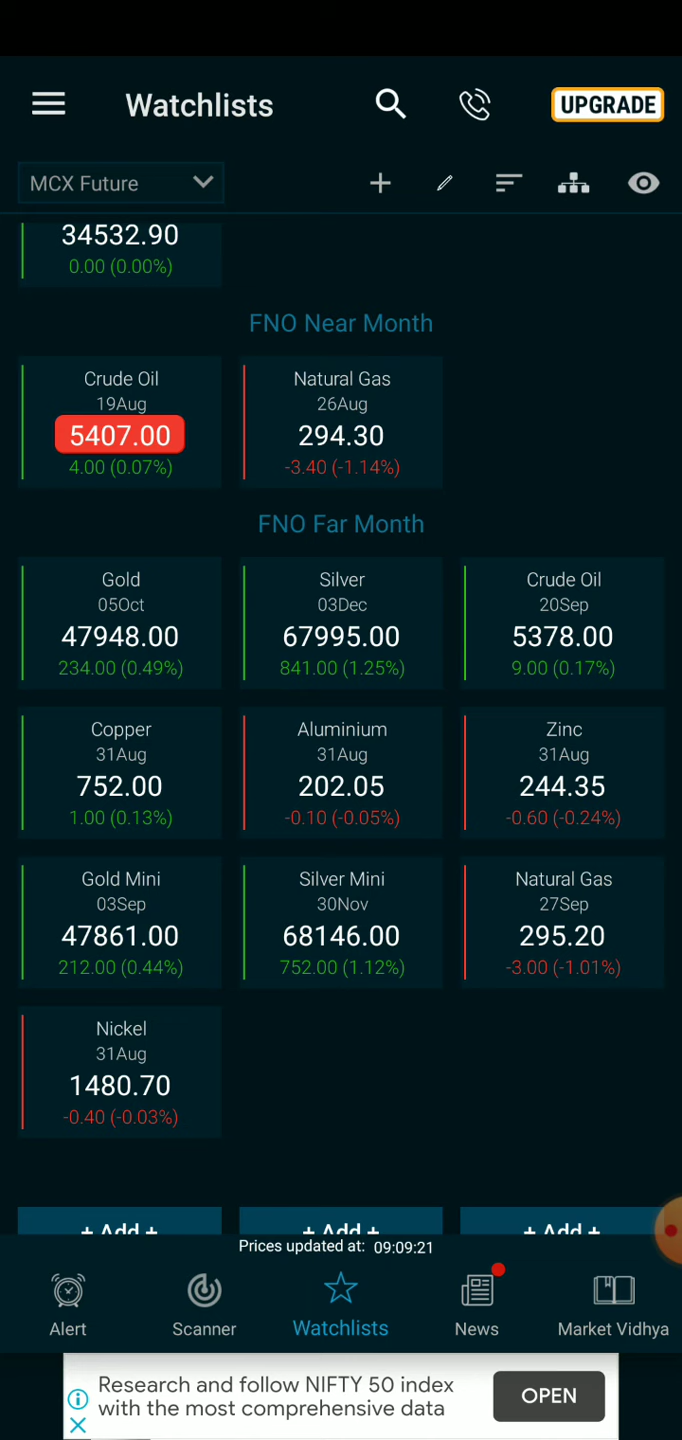 Watchlists
UPGRADE
MCX Future
34532.90
0.00 (0.00%)
FNO Near Month
Crude Oil
19Aug
5407.00
4.00 (0.07%)
Natural Gas
26Aug
294.30
-3.40 (-1.14%)
FNO Far Month
Gold
05Oct
47948.00
234.00 (0.49%)
Silver
03Dec
67995.00
841.00 (1.25%)
Crude Oil
20Sep
5378.00
9.00 (0.17%)
Copper
31Aug
752.00
1.00 (0.13%)
Aluminium
31Aug
202.05
-0.10 (-0.05%)
Zinc
31Aug
244.35
-0.60 (-0.24%)
Gold Mini
03Sep
47861.00
212.00 (0.44%)
Silver Mini
30Nov
68146.00
752.00 (1.12%)
Natural Gas
27Sep
295.20
-3.00 (-1.01%)
Nickel
31Aug
1480.70
-0.40 (-0.03%)
+ Add +
+ Add +
+ Add +
Prices updated at: 09:09:21
Alert
Scanner
Watchlists
News
Market Vidhya
Research and follow NIFTY 50 index
with the most comprehensive data
OPEN